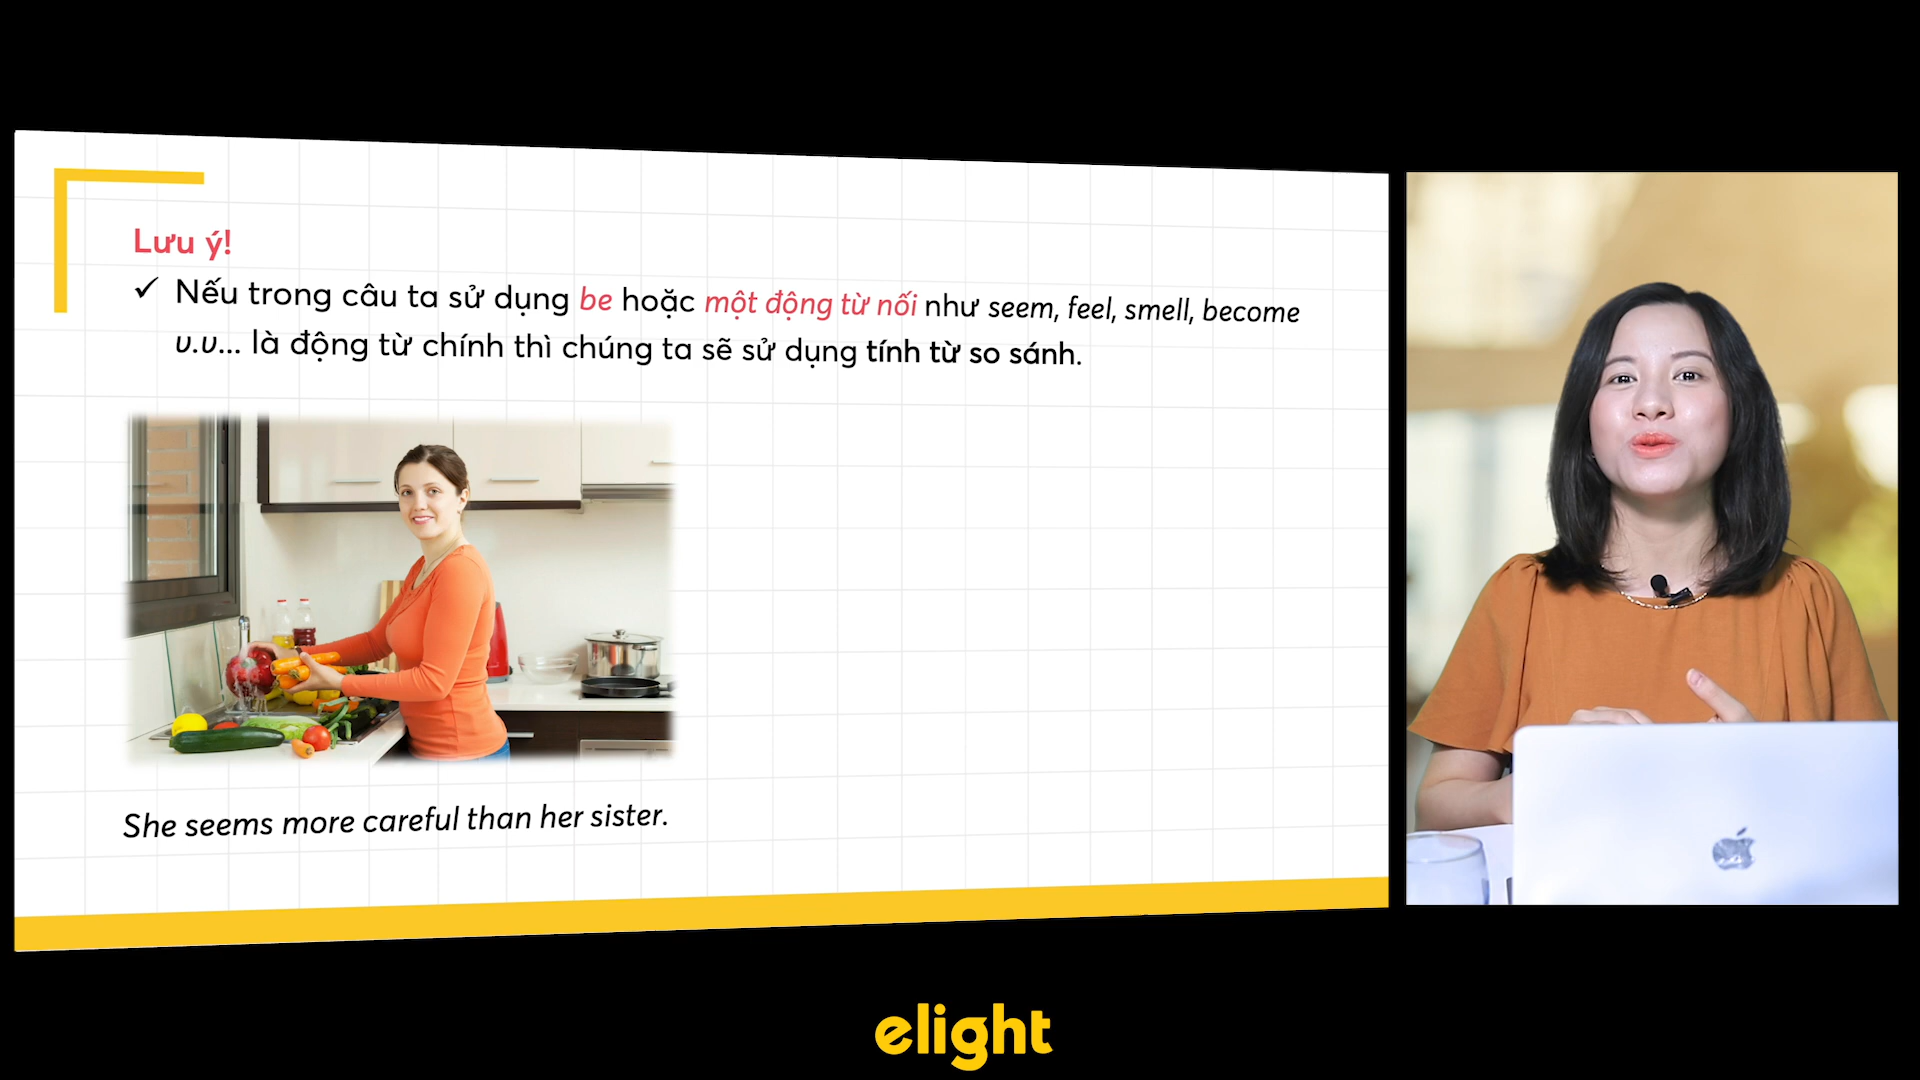 Lưu ý!
✓ Nếu trong câu ta sử dụng be hoặc một động từ nối như seem, feel, smell, become
v.v... là động từ chính thì chúng ta sẽ sử dụng tính từ so sánh.
She seems more careful than her sister.
elight